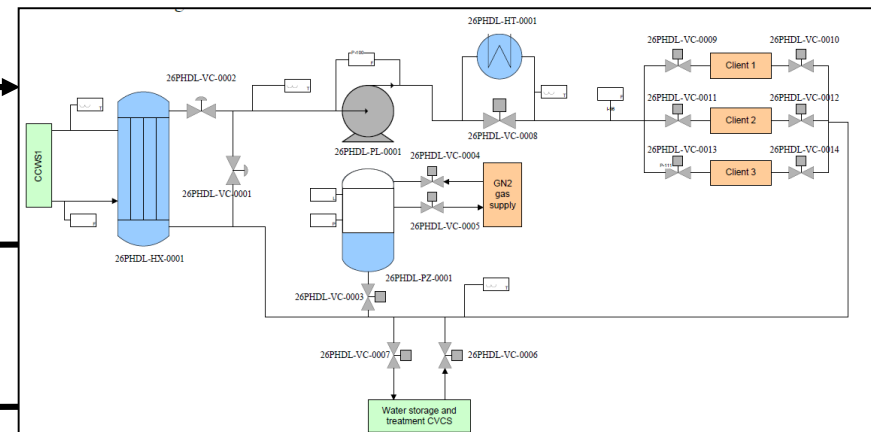 26PHDL-HT-0001
26PHDL-VC-0009
26PHDL-VC-0010
Client 1
26PHDL-VC-0002
T
F
T
T
P
26PHDL-VC-0011
26PHDL-VC-0012
Client 2
26PHDL-VC-0008
CCWS1
26PHDL-PL-0001
26PHDL-VC-0004
26PHDL-VC-0013
26PHDL-VC-0014
Client 3
26PHDL-VC-0001
L
P
GN2
gas
supply
F
26PHDL-VC-0005
26PHDL-HX-0001
26PHDL-PZ-0001
26PHDL-VC-0003
T
26PHDL-VC-0007
26PHDL-VC-0006
Water storage and
treatment CVCS